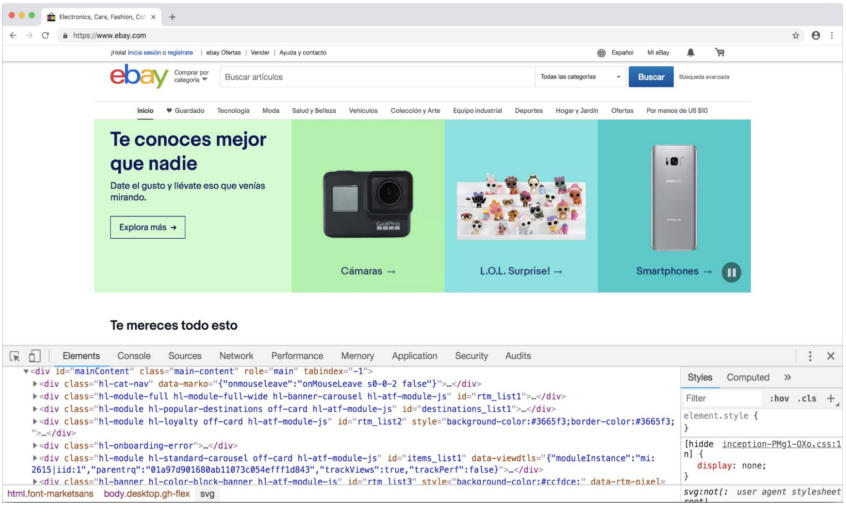 Electronics, Cars, Fashion, Col
https://www.ebay.com
¡Hola! Inicia sesión o regístrate | ebay Ofertas | Vender | Ayuda y contacto
Español Mi eBay
ebay Comprar por categoría Buscar artículos Todas las categorías Buscar Búsqueda avanzada
Inicio Guardado Tecnología Moda Salud y Belleza Vehículos Colección y Arte Equipo industrial Deportes Hogar y Jardín Ofertas Por menos de US $10
Te conoces mejor
que nadie
Date el gusto y llévate eso que venías
mirando.
Explora más →
Cámaras → L.O.L. Surprise! → Smartphones →
Te mereces todo esto
Elements Console Sources Network Performance Memory Application Security Audits
▼<div id="mainContent" class="main-content" role="main" tabindex="-1">
▶<div class="hl-cat-nav" data-marko="{"onmouseleave":"onMouseLeave s0-0-2 false"}">…</div>
▶<div class="hl-module-full hl-module-full-wide hl-banner-carousel hl-atf-module-js" id="rtm_list1">…</div>
▶<div class="hl-module hl-popular-destinations off-card hl-atf-module-js" id="destinations_list1">…</div>
▶<div class="hl-module hl-loyalty off-card hl-atf-module-js" id="rtm_list2" style="background-color:#3665f3;border-color:#3665f3;
">…</div>
▶<div class="hl-onboarding-error">…</div>
▶<div class="hl-module hl-standard-carousel off-card hl-atf-module-js" id="items_list1" data-viewdtls="{"moduleInstance":"mi:
2615|iid:1","parentrq":"01a97d901680ab11073c054efff1d843","trackViews":true,"trackPerf":false}">…</div>
▶<div class="hl-banner hl-color-block-banner hl-atf-module-js" id="rtm_list3" style="background-color:#ccfdce;" data-rtm-pixel=
html.font-marketsans body.desktop.gh-flex svg
Styles Computed »
Filter :hov .cls +
element.style {
}
[hidde inception-PMg1-OXo.css:1
n] {
display: none;
}
svg:not(: user agent stylesheet